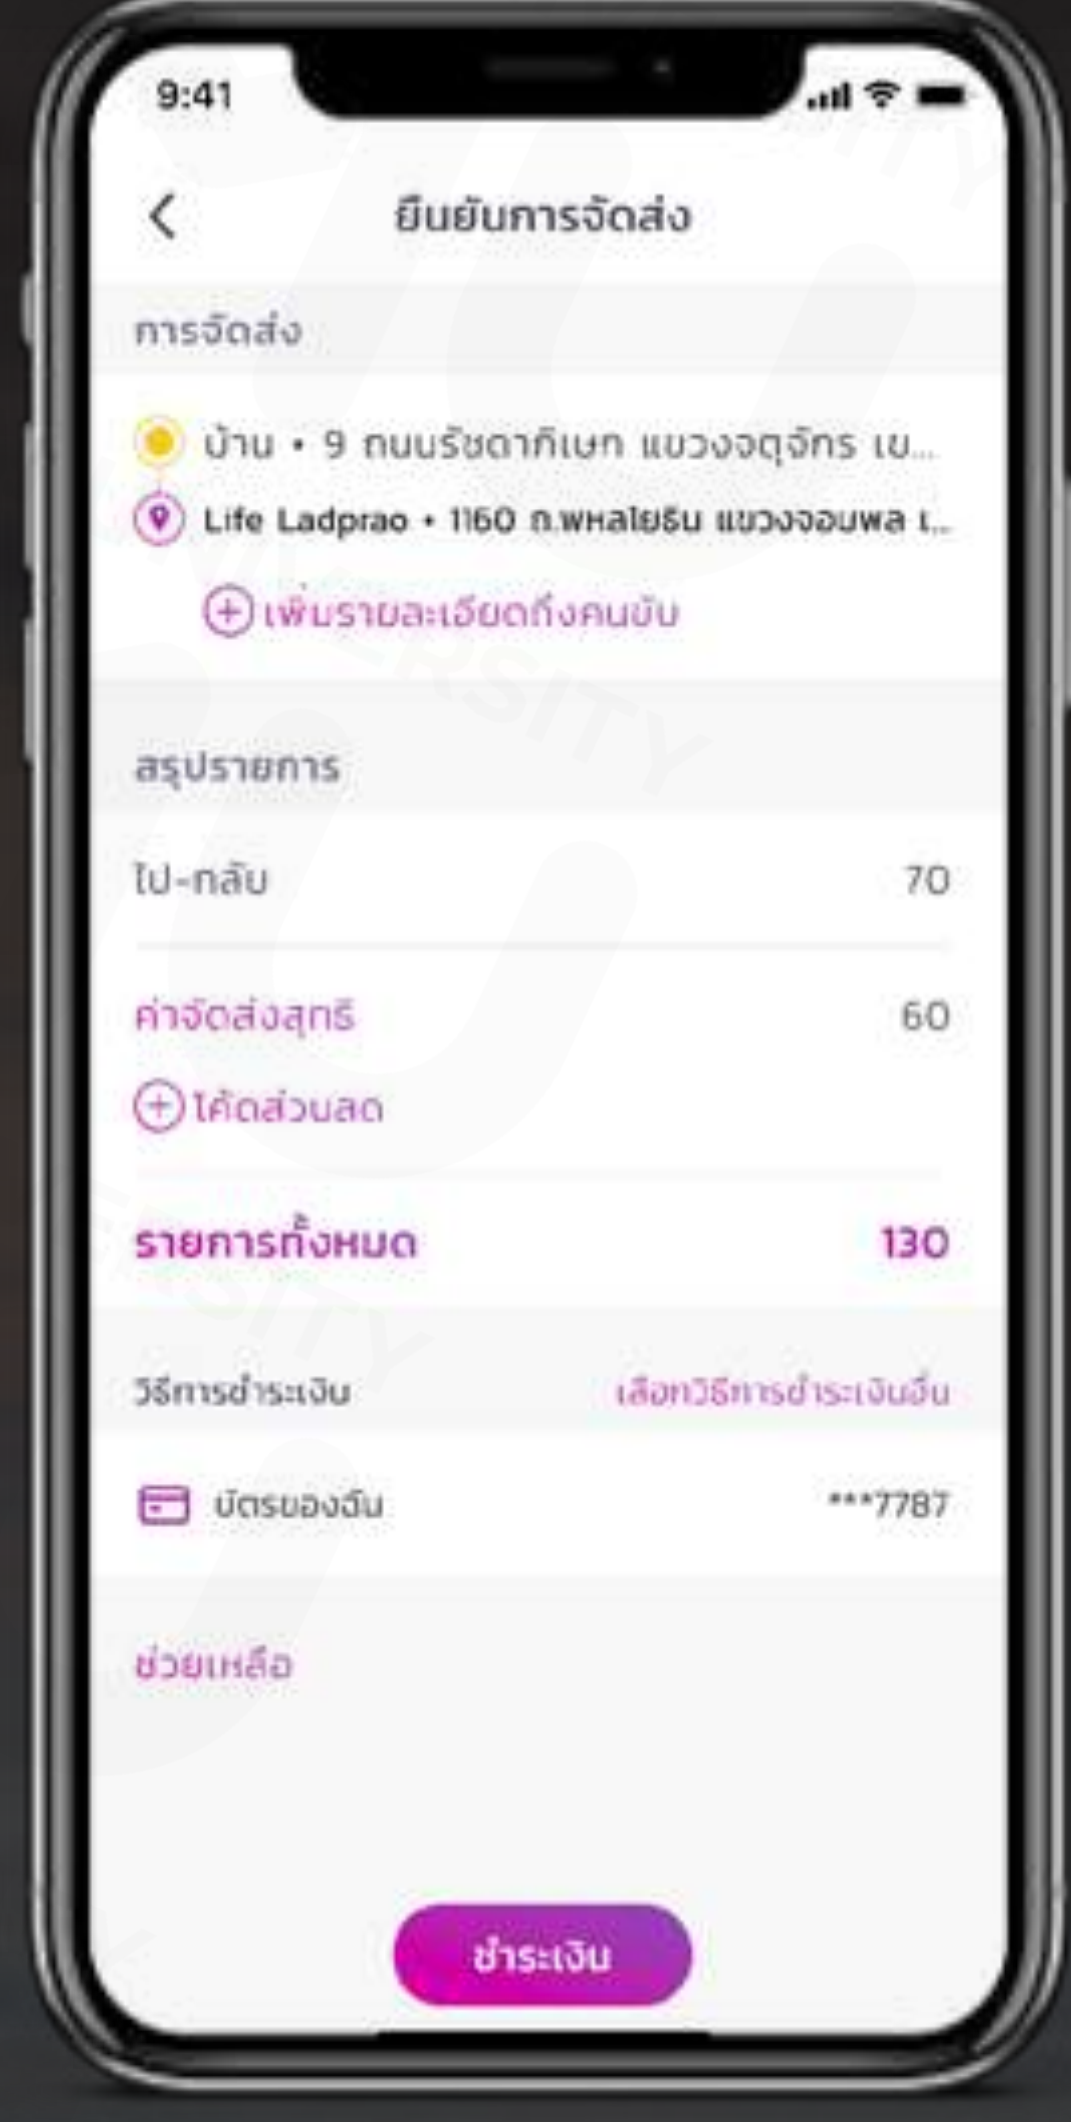 9:41
ยืนยันการจัดส่ง
การจัดส่ง
บ้าน • 9 ถนนรัชดาภิเษก แขวงจตุจักร เข...
Life Ladprao • 1160 ถ.พหลโยธิน แขวงจอมพล เ...
เพิ่มรายละเอียดถึงคนขับ
สรุปรายการ
ไป-กลับ 70
ค่าจัดส่งสุทธิ 60
โค้ดส่วนลด
รายการทั้งหมด 130
วิธีการชำระเงิน เลือกวิธีการชำระเงินอื่น
บัตรของฉัน ***7787
ช่วยเหลือ
ชำระเงิน